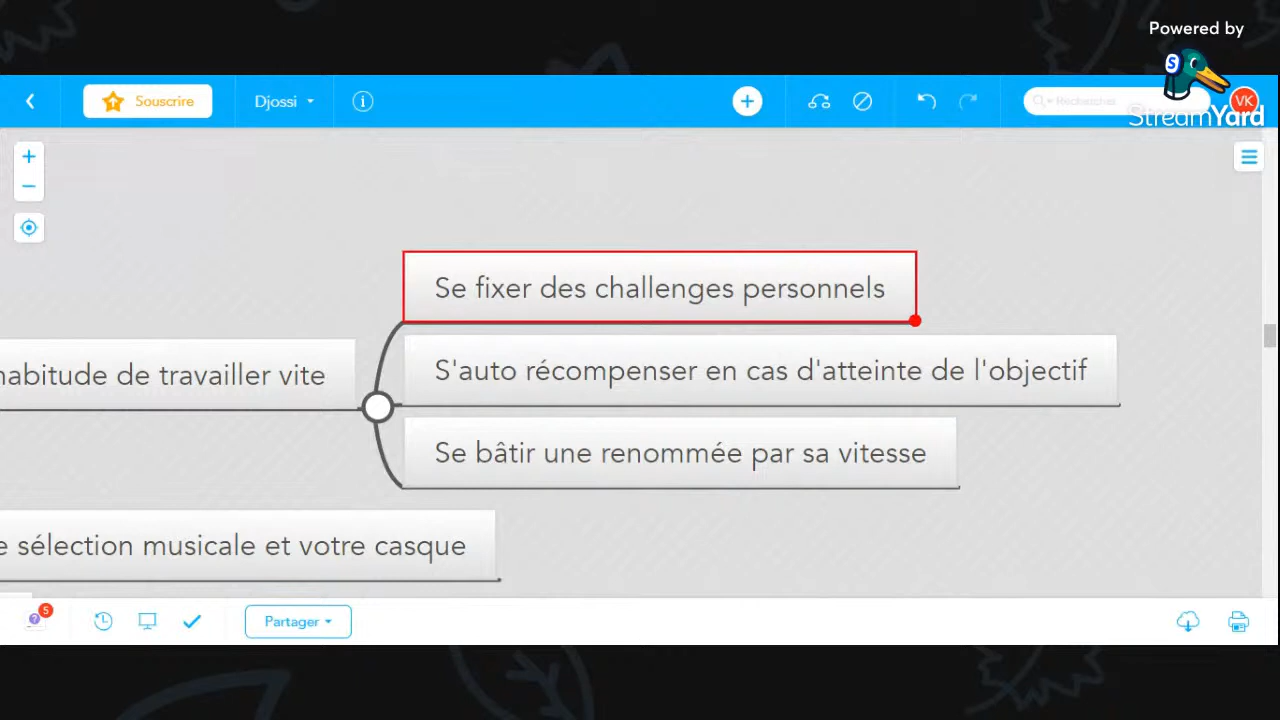 Powered by
StreamYard
Souscrire
Djossi
Rechercher
VK
Se fixer des challenges personnels
habitude de travailler vite
S'auto récompenser en cas d'atteinte de l'objectif
Se bâtir une renommée par sa vitesse
e sélection musicale et votre casque
5
Partager